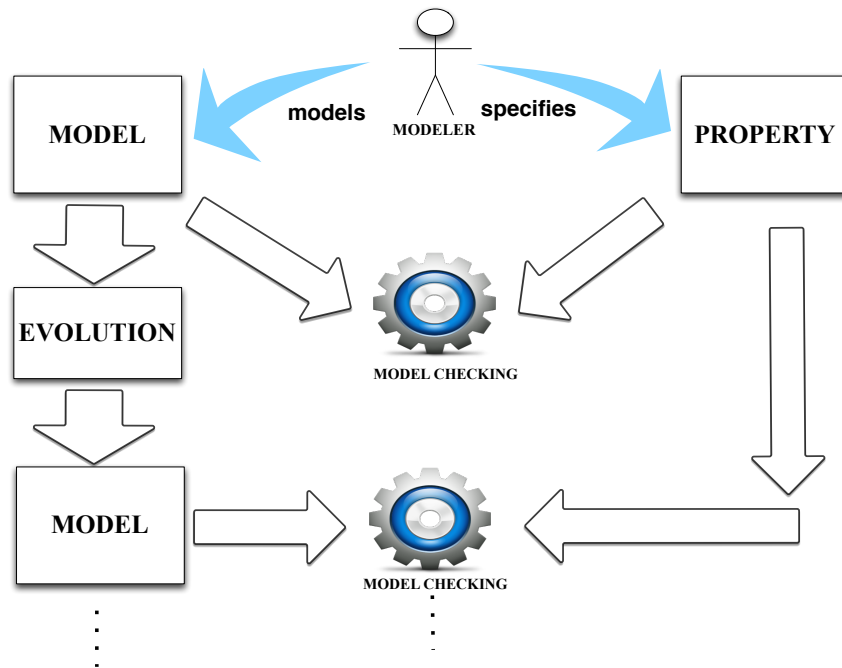 models
specifies
MODELER
MODEL
PROPERTY
EVOLUTION
MODEL CHECKING
MODEL
MODEL CHECKING